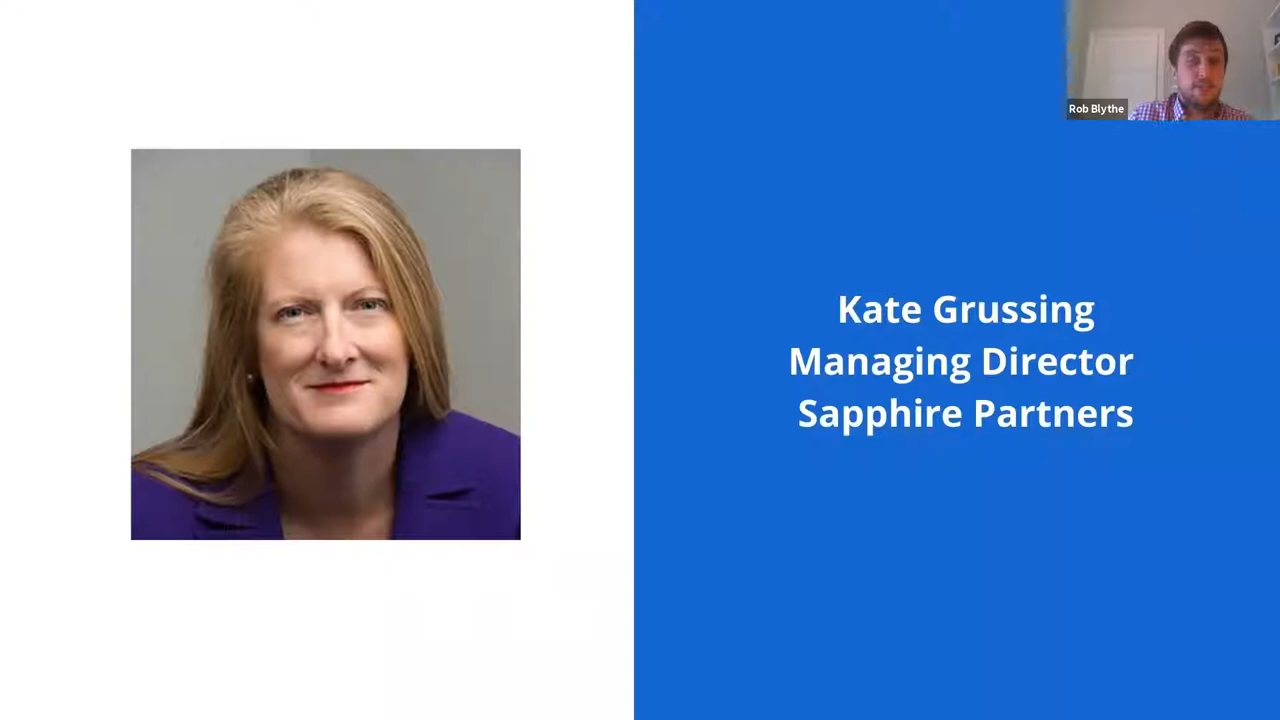 Rob Blythe
Kate Grussing
Managing Director
Sapphire Partners